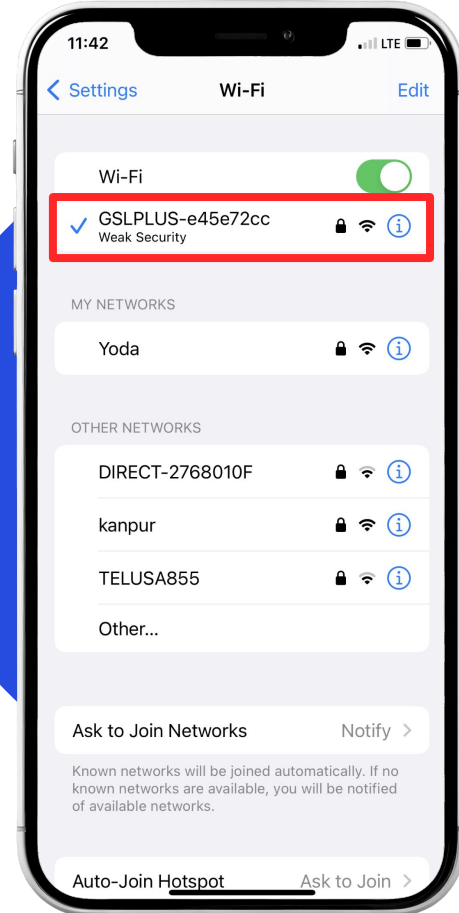 11:42 LTE
Settings Wi-Fi Edit
Wi-Fi
GSLPLUS-e45e72cc
Weak Security
MY NETWORKS
Yoda
OTHER NETWORKS
DIRECT-2768010F
kanpur
TELUSA855
Other...
Ask to Join Networks Notify
Known networks will be joined automatically. If no
known networks are available, you will be notified
of available networks.
Auto-Join Hotspot Ask to Join